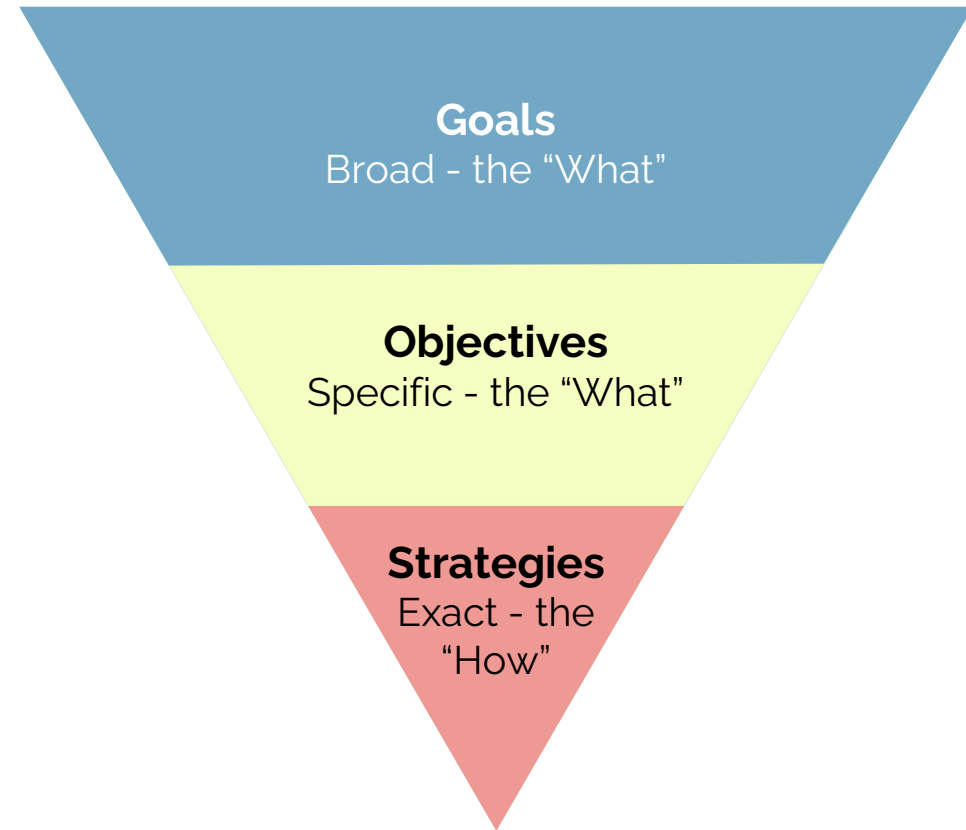 Goals
Broad - the “What”
Objectives
Specific - the “What”
Strategies
Exact - the
“How”